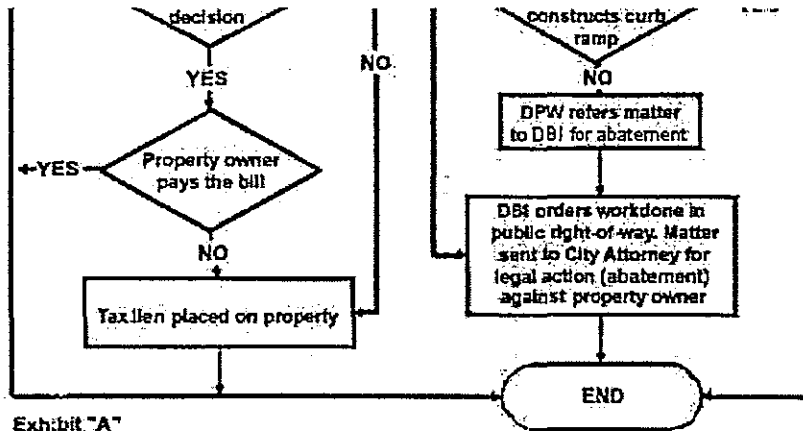 decision
YES
NO
Property owner
pays the bill
YES
NO
Tax lien placed on property
constructs curb
ramp
NO
DPW refers matter
to DBI for abatement
DBI orders workdone in
public right-of-way. Matter
sent to City Attorney for
legal action (abatement)
against property owner
END
Exhibit "A"